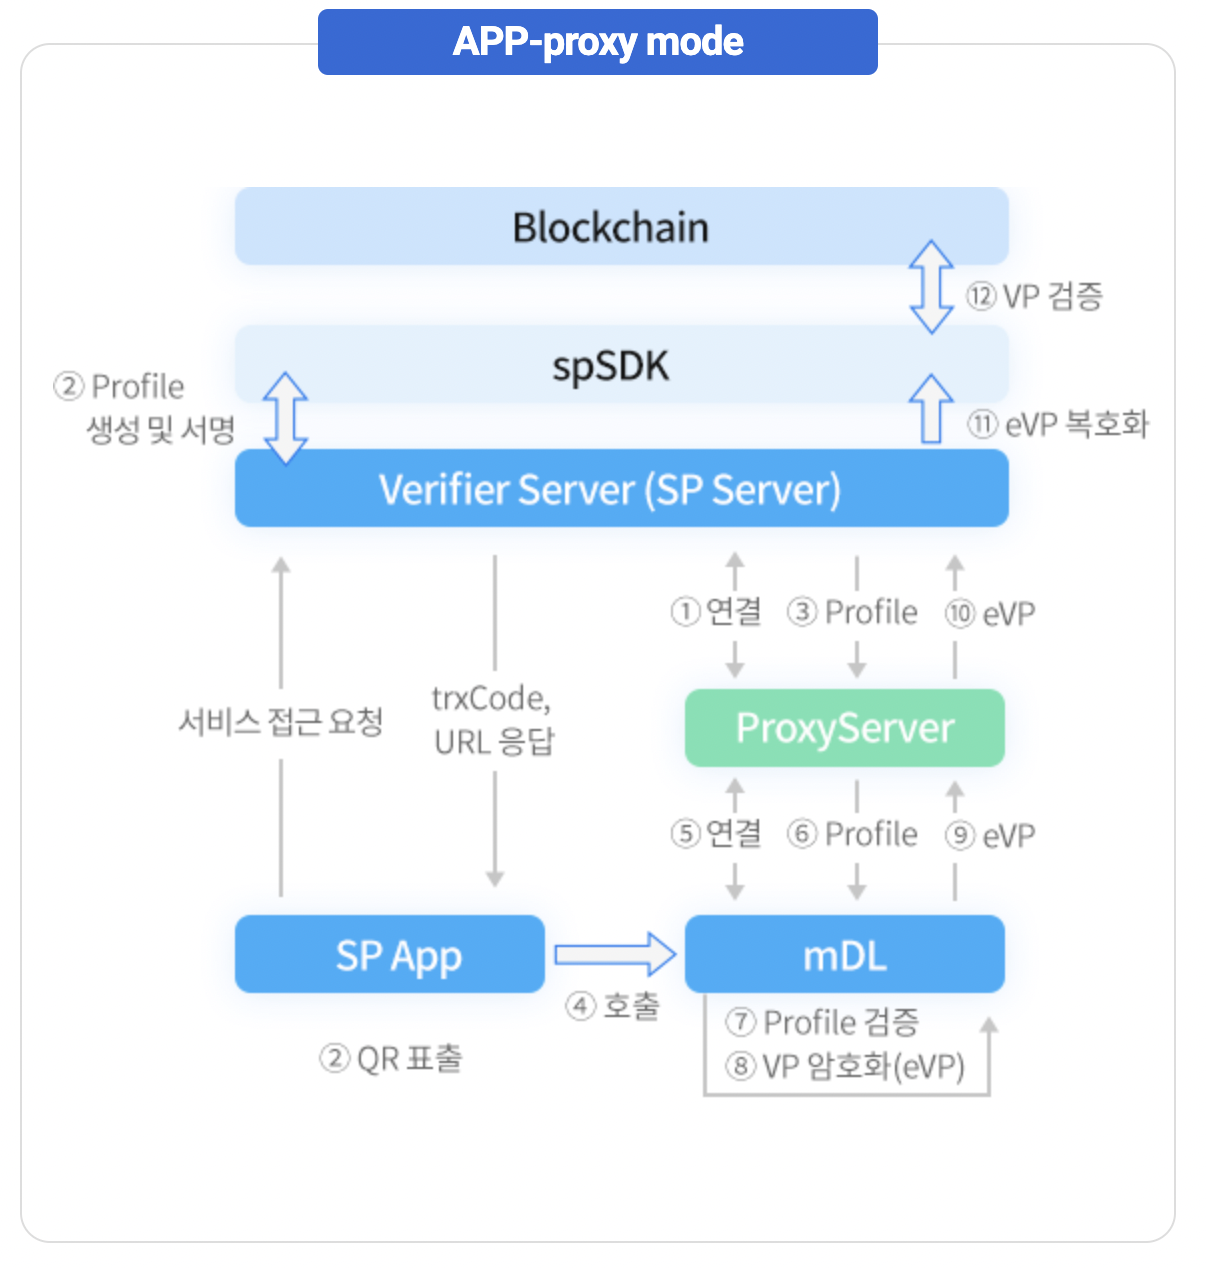 APP-proxy mode
Blockchain
⑫ VP 검증
spSDK
② Profile
생성 및 서명
⑪ eVP 복호화
Verifier Server (SP Server)
① 연결
③ Profile
⑩ eVP
서비스 접근 요청
trxCode,
URL 응답
ProxyServer
⑤ 연결
⑥ Profile
⑨ eVP
SP App
④ 호출
mDL
② QR 표출
⑦ Profile 검증
⑧ VP 암호화(eVP)